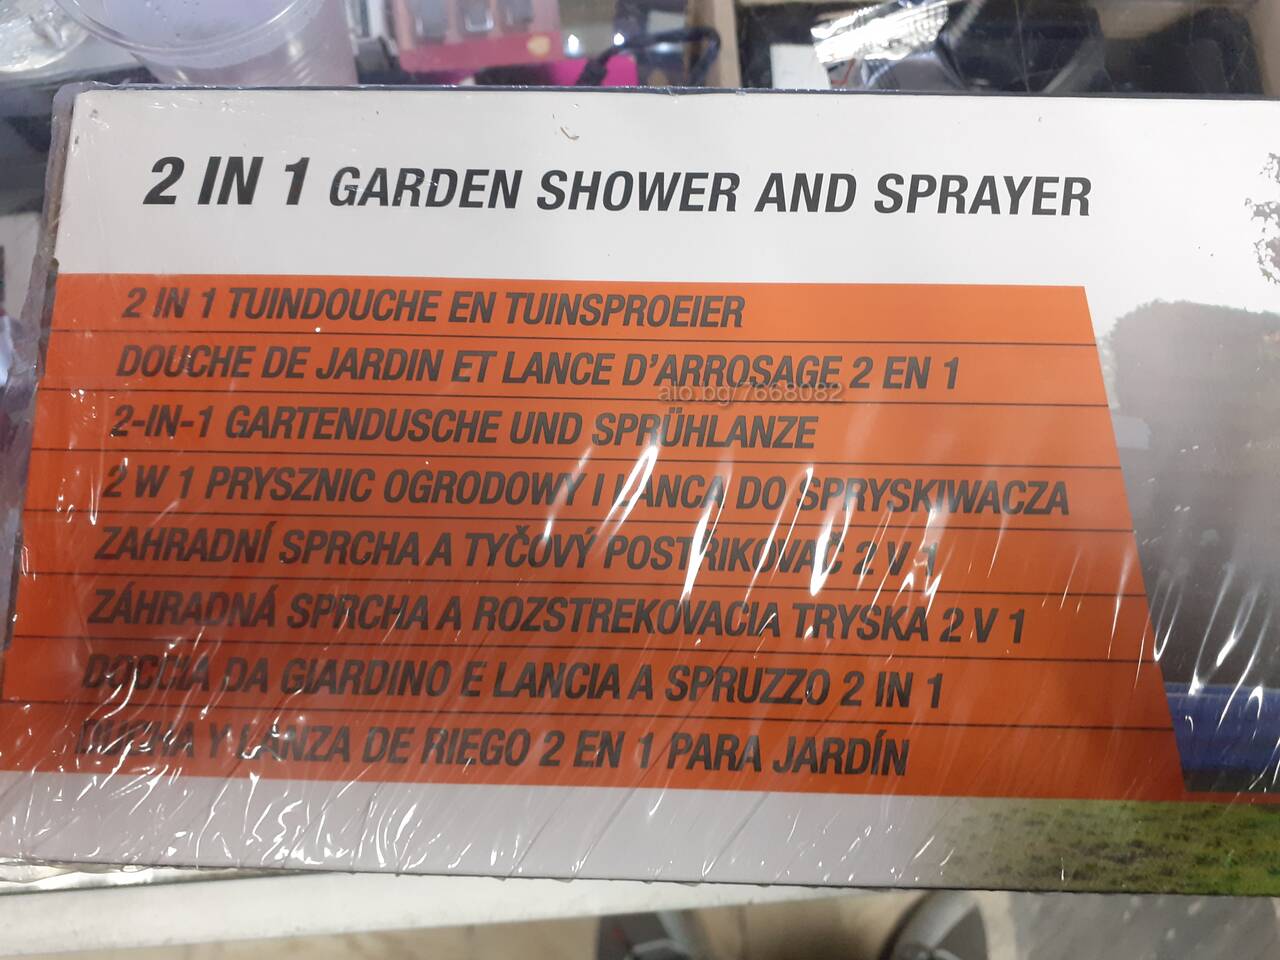 2 IN 1 GARDEN SHOWER AND SPRAYER
2 IN 1 TUINDOUCHE EN TUINSPROEIER
DOUCHE DE JARDIN ET LANCE D'ARROSAGE 2 EN 1
alo.bg/7668082
2-IN-1 GARTENDUSCHE UND SPRÜHLANZE
2 W 1 PRYSZNIC OGRODOWY I LANCA DO SPRYSKIWACZA
ZAHRADNÍ SPRCHA A TYČOVÝ POSTŘIKOVAČ 2 V 1
ZÁHRADNÁ SPRCHA A ROZSTREKOVACIA TRYSKA 2 V 1
DOCCIA DA GIARDINO E LANCIA A SPRUZZO 2 IN 1
DUCHA Y LANZA DE RIEGO 2 EN 1 PARA JARDÍN